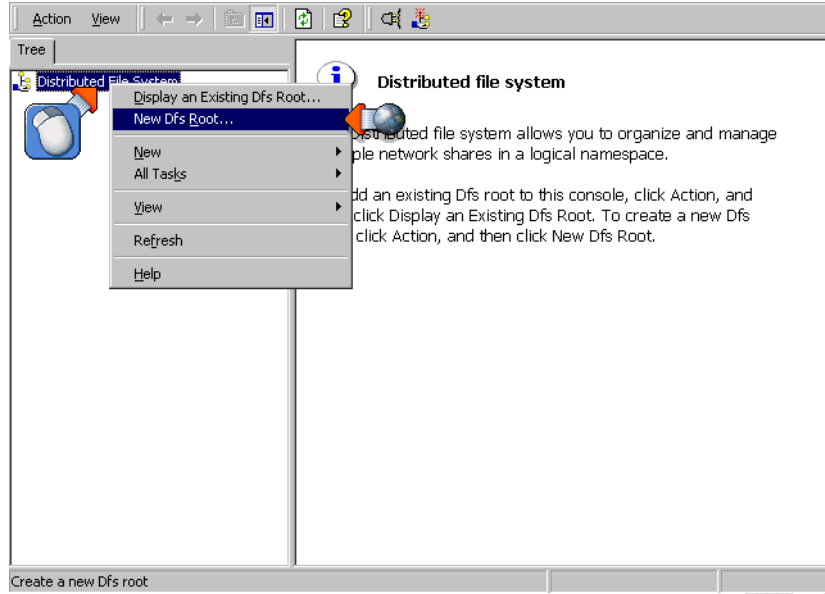 Action View
Tree
Distributed File System
Display an Existing Dfs Root...
New Dfs Root...
New
All Tasks
View
Refresh
Help
Distributed file system
Distributed file system allows you to organize and manage
network shares in a logical namespace.
an existing Dfs root to this console, click Action, and
click Display an Existing Dfs Root. To create a new Dfs
click Action, and then click New Dfs Root.
Create a new Dfs root